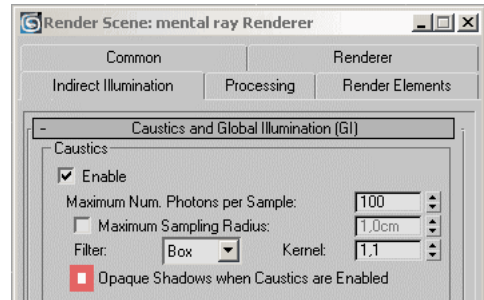 Render Scene: mental ray Renderer
Common Renderer
Indirect Illumination Processing Render Elements
- Caustics and Global Illumination (GI)
Caustics
Enable
Maximum Num. Photons per Sample: 100
Maximum Sampling Radius: 1,0cm
Filter: Box Kernel: 1,1
Opaque Shadows when Caustics are Enabled